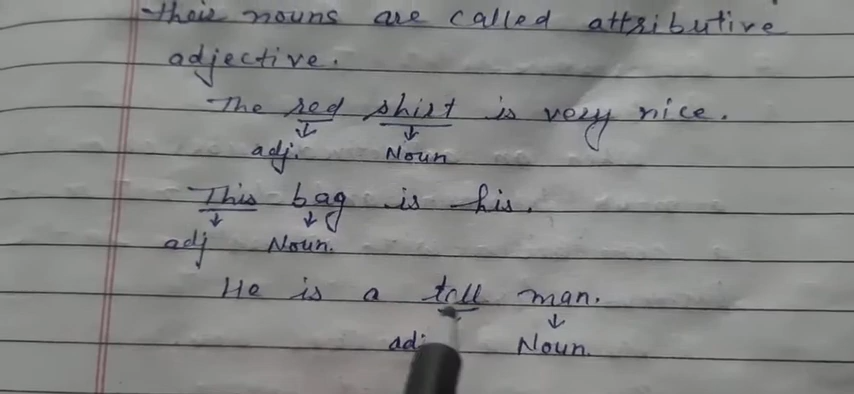 their nouns are called attributive
adjective.
The red shirt is very nice.
adj. Noun
This bag is his.
adj Noun.
He is a tall man.
adj Noun.